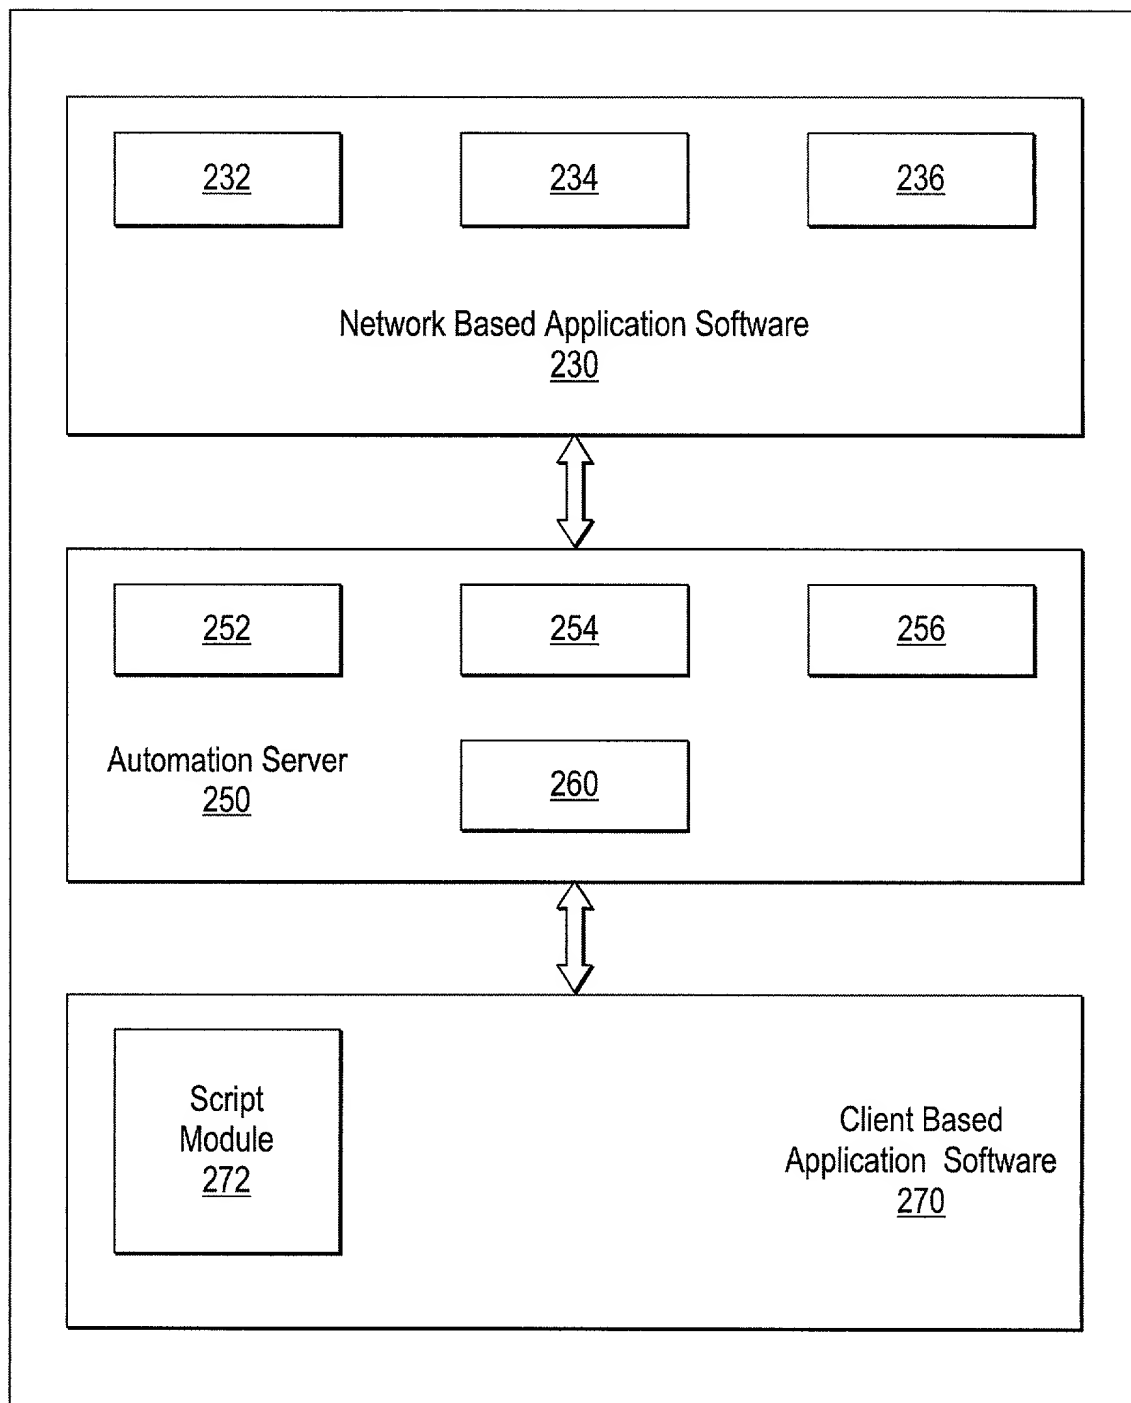 232
234
236
Network Based Application Software
230
252
254
256
Automation Server
250
260
Script
Module
272
Client Based
Application Software
270